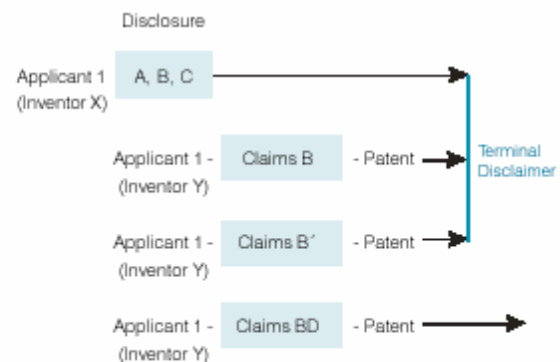 Disclosure
Applicant 1 A, B, C
(Inventor X)
Applicant 1 - Claims B - Patent Terminal
(Inventor Y) Disclaimer
Applicant 1 - Claims B´ - Patent
(Inventor Y)
Applicant 1 - Claims BD - Patent
(Inventor Y)